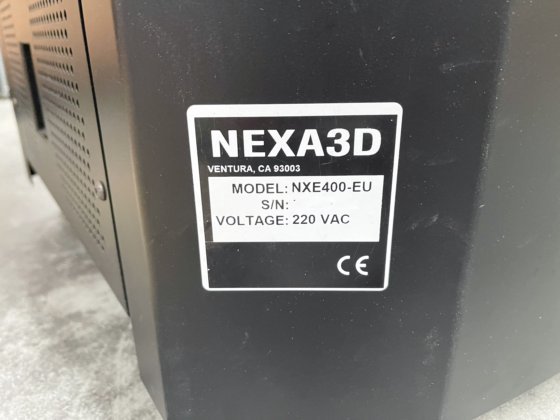 NEXA3D
VENTURA, CA 93003
MODEL: NXE400-EU
S/N:
VOLTAGE: 220 VAC
CE